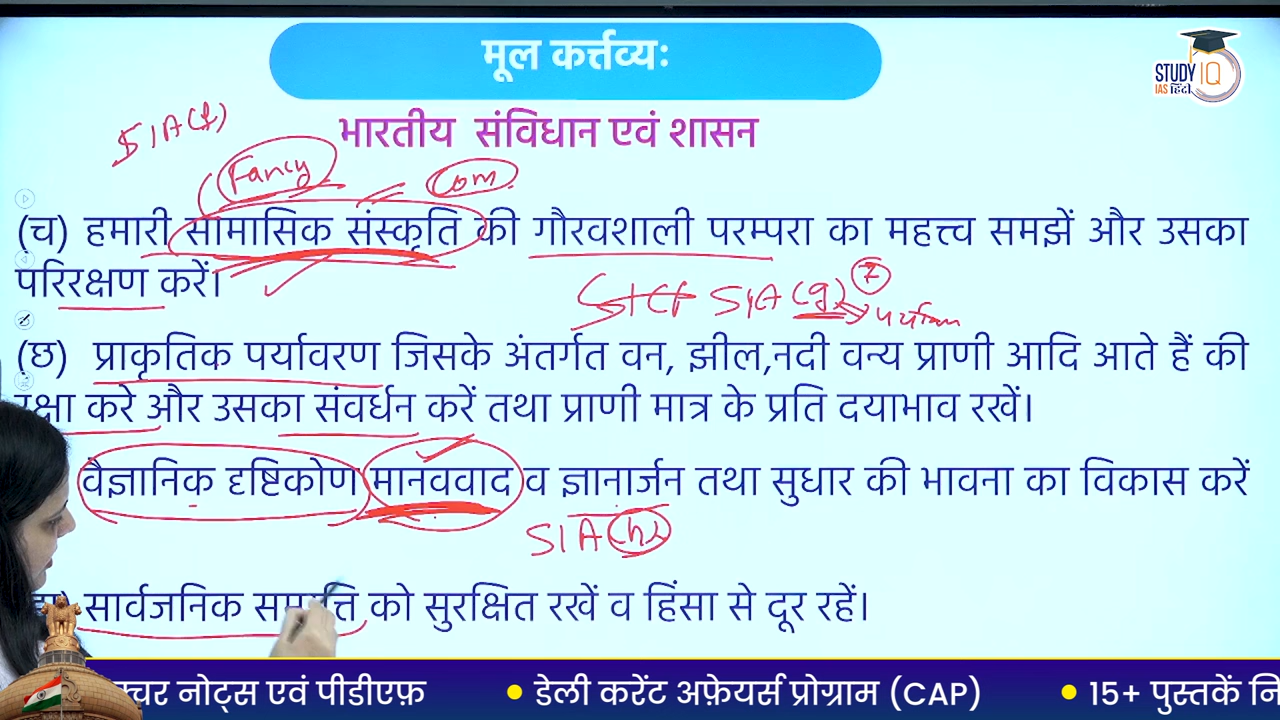 मूल कर्त्तव्यः
STUDY IQ
IAS हिंदी
भारतीय संविधान एवं शासन
51A(f)
Fancy
Com
(च) हमारी सामासिक संस्कृति की गौरवशाली परम्परा का महत्त्व समझें और उसका
परिरक्षण करें।
51A (g)
(छ) प्राकृतिक पर्यावरण जिसके अंतर्गत वन, झील,नदी वन्य प्राणी आदि आते हैं की
रक्षा करे और उसका संवर्धन करें तथा प्राणी मात्र के प्रति दयाभाव रखें।
वैज्ञानिक दृष्टिकोण मानववाद व ज्ञानार्जन तथा सुधार की भावना का विकास करें
51A (h)
सार्वजनिक को सुरक्षित रखें व हिंसा से दूर रहें।
नोट्स एवं पीडीएफ़ • डेली करेंट अफ़ेयर्स प्रोग्राम (CAP) • 15+ पुस्तकें